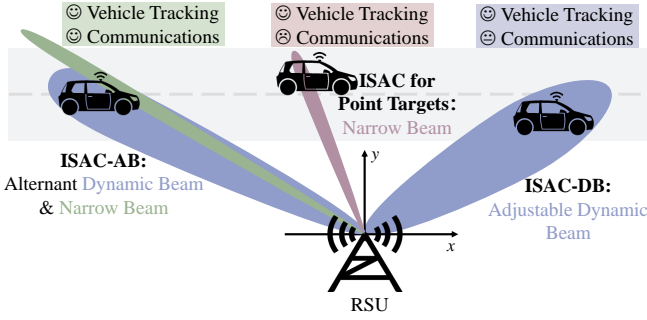 ☺ Vehicle Tracking
☺ Communications
☺ Vehicle Tracking
☹ Communications
☺ Vehicle Tracking
😐 Communications
ISAC for
Point Targets:
Narrow Beam
ISAC-AB:
Alternant Dynamic Beam
& Narrow Beam
ISAC-DB:
Adjustable Dynamic
Beam
y
x
RSU